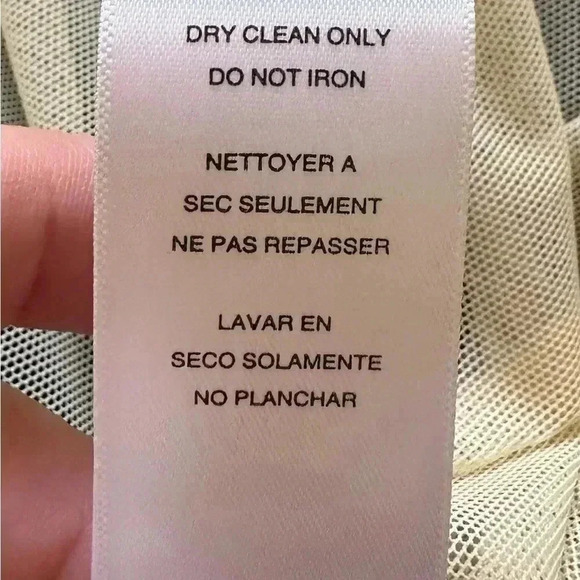 DRY CLEAN ONLY
DO NOT IRON
NETTOYER A
SEC SEULEMENT
NE PAS REPASSER
LAVAR EN
SECO SOLAMENTE
NO PLANCHAR